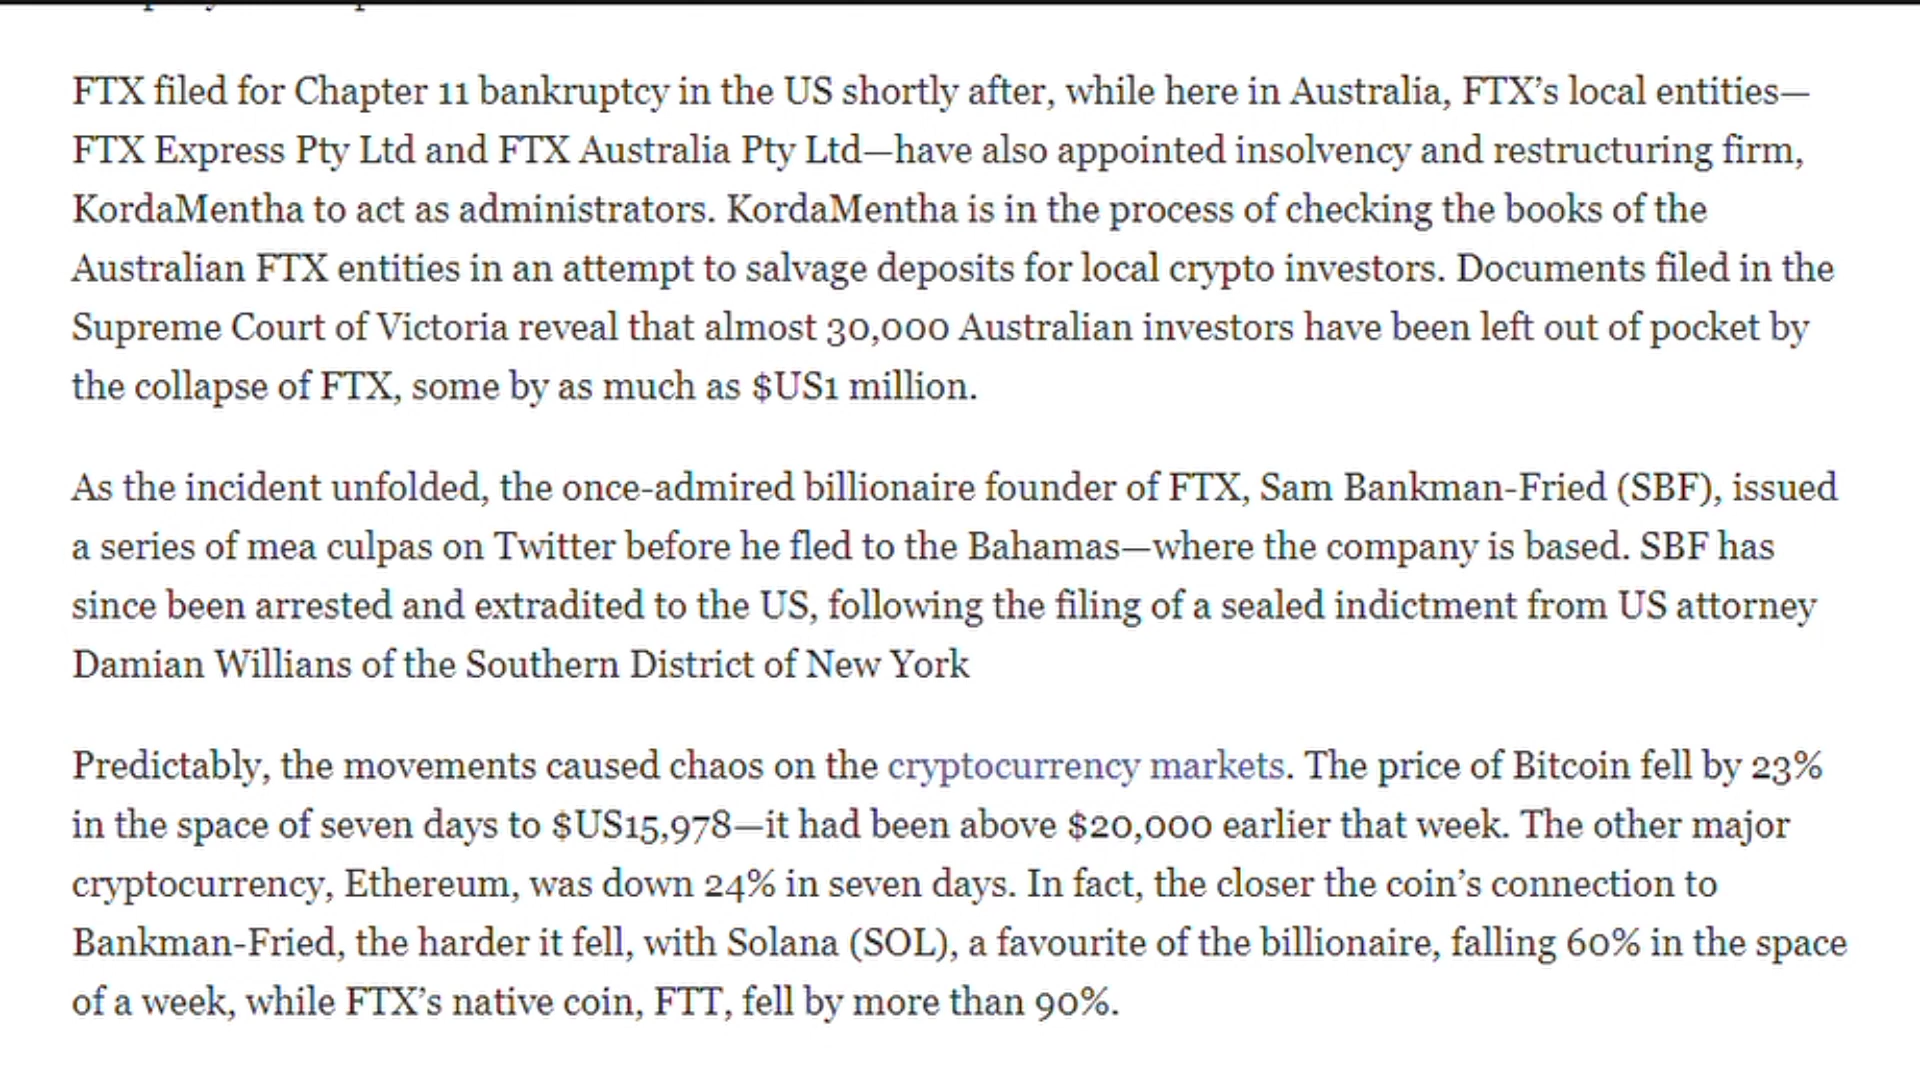 FTX filed for Chapter 11 bankruptcy in the US shortly after, while here in Australia, FTX’s local entities—
FTX Express Pty Ltd and FTX Australia Pty Ltd—have also appointed insolvency and restructuring firm,
KordaMentha to act as administrators. KordaMentha is in the process of checking the books of the
Australian FTX entities in an attempt to salvage deposits for local crypto investors. Documents filed in the
Supreme Court of Victoria reveal that almost 30,000 Australian investors have been left out of pocket by
the collapse of FTX, some by as much as $US1 million.
As the incident unfolded, the once-admired billionaire founder of FTX, Sam Bankman-Fried (SBF), issued
a series of mea culpas on Twitter before he fled to the Bahamas—where the company is based. SBF has
since been arrested and extradited to the US, following the filing of a sealed indictment from US attorney
Damian Willians of the Southern District of New York
Predictably, the movements caused chaos on the cryptocurrency markets. The price of Bitcoin fell by 23%
in the space of seven days to $US15,978—it had been above $20,000 earlier that week. The other major
cryptocurrency, Ethereum, was down 24% in seven days. In fact, the closer the coin’s connection to
Bankman-Fried, the harder it fell, with Solana (SOL), a favourite of the billionaire, falling 60% in the space
of a week, while FTX’s native coin, FTT, fell by more than 90%.